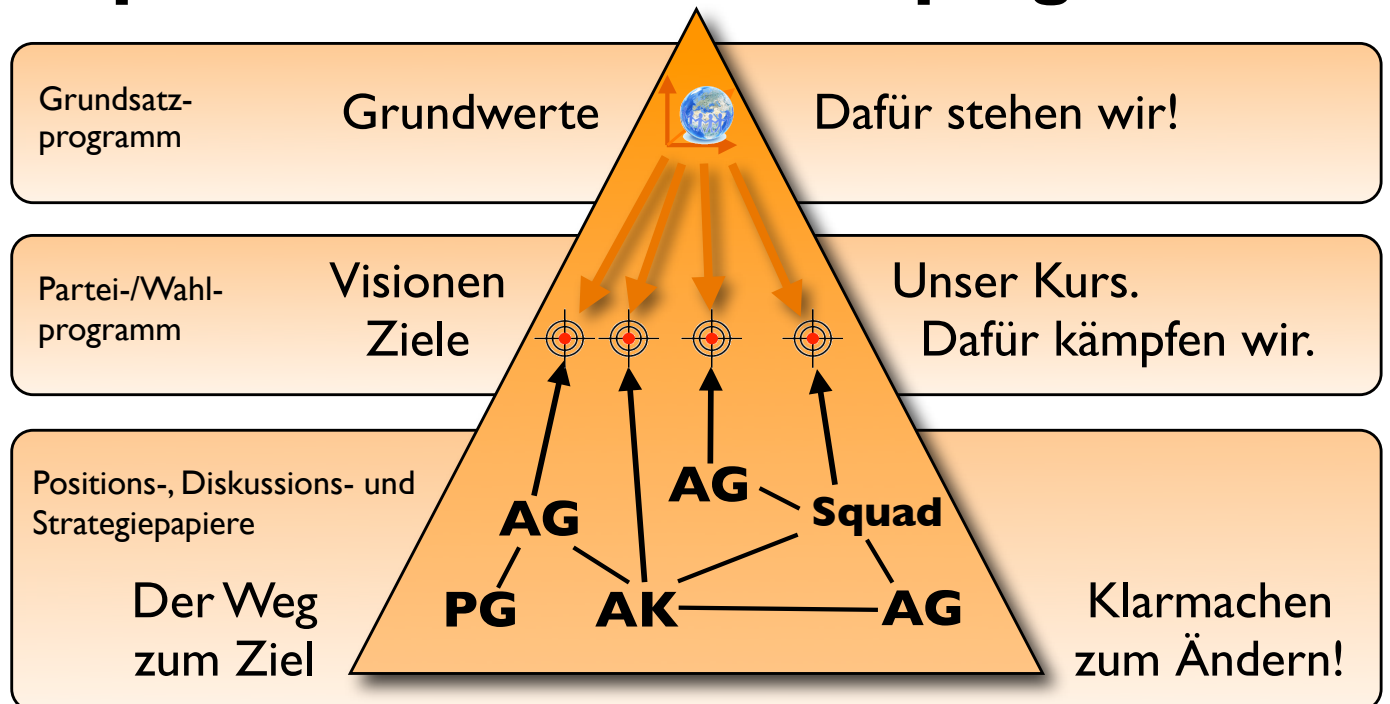 Grundsatz-
programm
Grundwerte
Dafür stehen wir!
Partei-/Wahl-
programm
Visionen
Ziele
Unser Kurs.
Dafür kämpfen wir.
Positions-, Diskussions- und
Strategiepapiere
Der Weg
zum Ziel
AG
AG
Squad
PG
AK
AG
Klarmachen
zum Ändern!